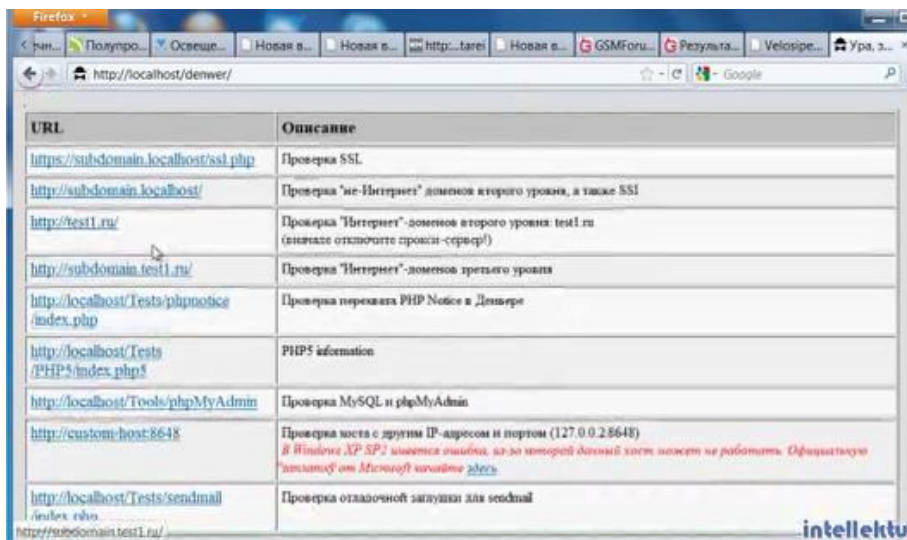 Firefox
Полупро... Освеще... Новая в... Новая в... http:...tarei Новая в... GSMForu... Результа... Velosipe... Ура, з...
http://localhost/denwer/ Google
URL Описание
https://subdomain.localhost/ssl.php Проверка SSL
http://subdomain.localhost/ Проверка "не-Интернет" доменов второго уровня, а также SSI
http://test1.ru/ Проверка "Интернет"-доменов второго уровня: test1.ru
(вначале отключите прокси-сервер!)
http://subdomain.test1.ru/ Проверка "Интернет"-доменов третьего уровня
http://localhost/Tests/phpnotice Проверка перехвата PHP Notice в Денвере
/index.php
http://localhost/Tests PHP5 information
/PHP5/index.php5
http://localhost/Tools/phpMyAdmin Проверка MySQL и phpMyAdmin
http://custom-host:8648 Проверка хоста с другим IP-адресом и портом (127.0.0.2:8648)
В Windows XP SP2 имеется ошибка, из-за которой данный хост может не работать. Официальную
"заплатку" от Microsoft качайте здесь.
http://localhost/Tests/sendmail Проверка отладочной заглушки для sendmail
/index.php
http://subdomain.test1.ru/
intellektu